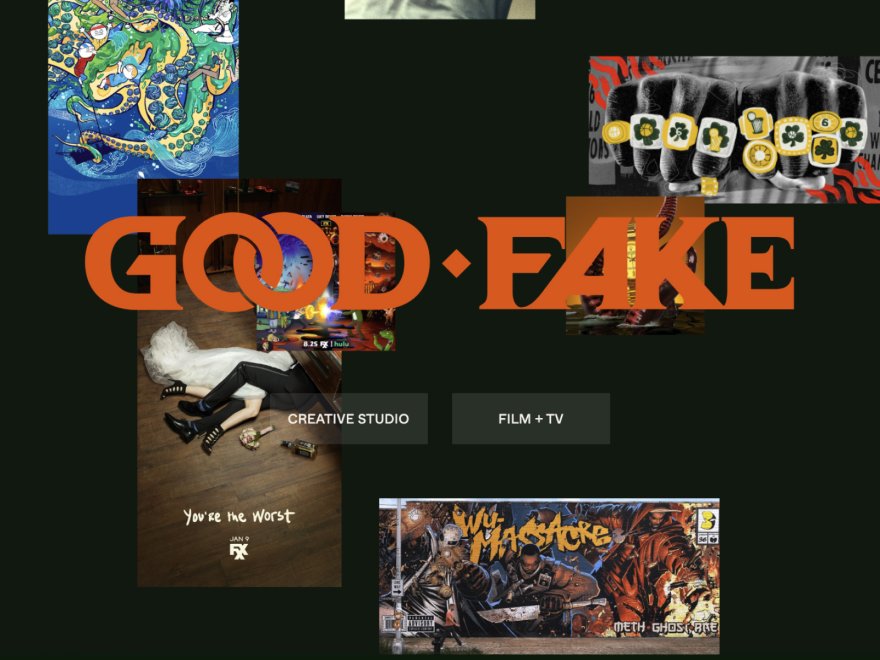 GOOD FAKE
8.25 FX | hulu
CREATIVE STUDIO
FILM + TV
You're the Worst
JAN 9
FX
WU-
MASSACRE
METH GHOST RAE